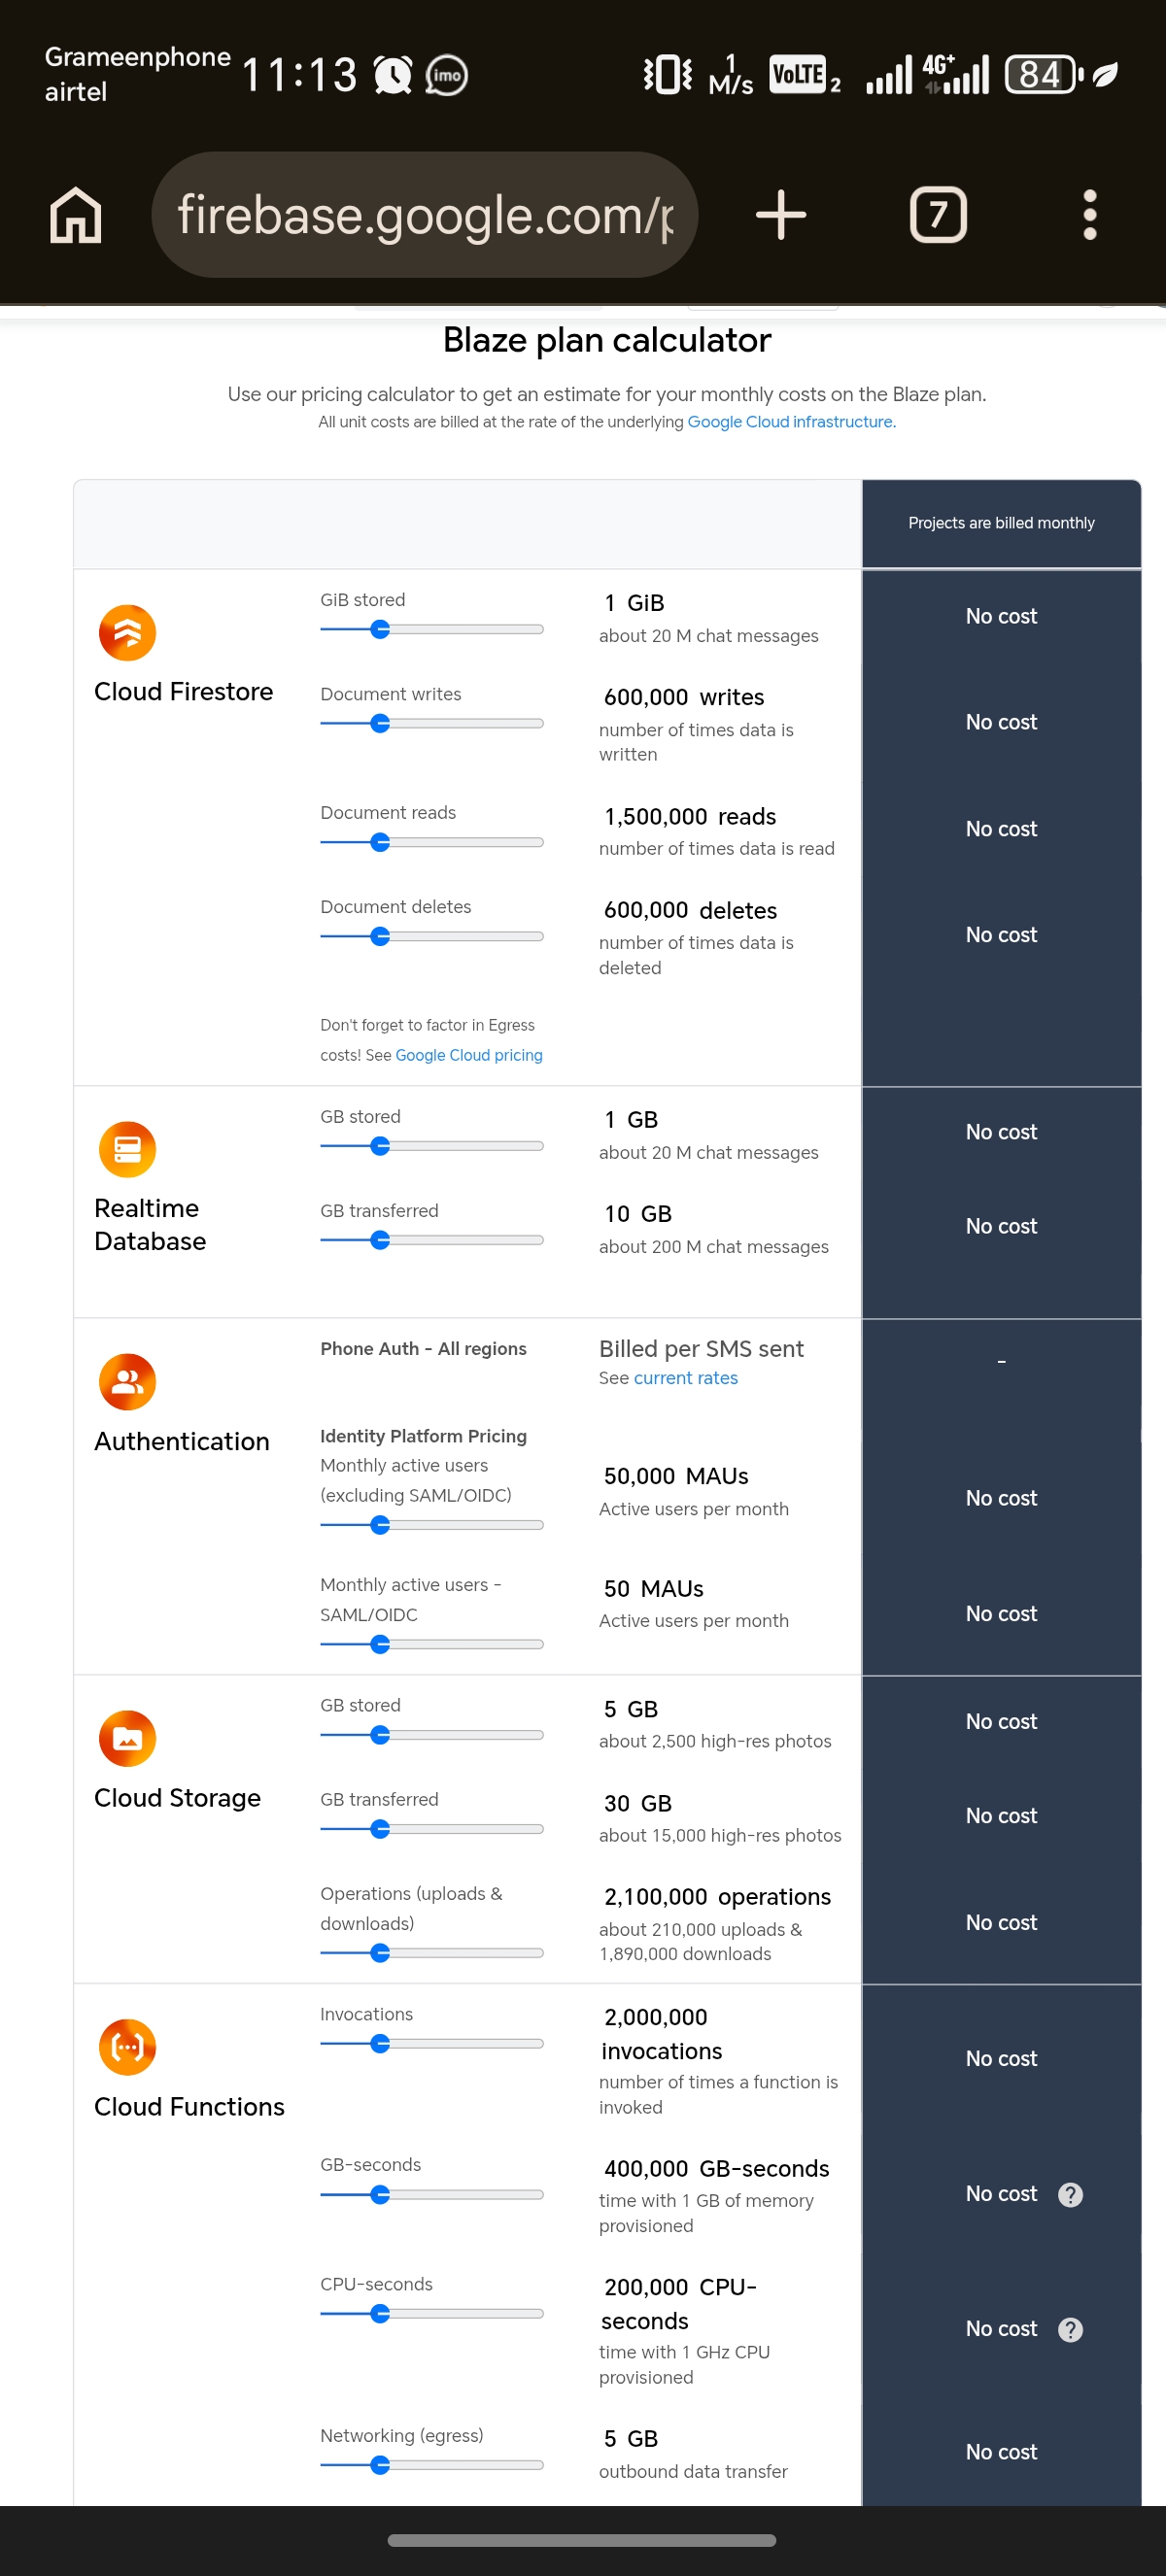 Grameenphone
airtel
11:13
imo
1
M/s
VoLTE 2
4G+
84
firebase.google.com/p
7
Blaze plan calculator
Use our pricing calculator to get an estimate for your monthly costs on the Blaze plan.
All unit costs are billed at the rate of the underlying Google Cloud infrastructure.
Projects are billed monthly
Cloud Firestore
GiB stored
1 GiB
about 20 M chat messages
No cost
Document writes
600,000 writes
number of times data is
written
No cost
Document reads
1,500,000 reads
number of times data is read
No cost
Document deletes
600,000 deletes
number of times data is
deleted
No cost
Don't forget to factor in Egress
costs! See Google Cloud pricing
Realtime
Database
GB stored
1 GB
about 20 M chat messages
No cost
GB transferred
10 GB
about 200 M chat messages
No cost
Authentication
Phone Auth - All regions
Billed per SMS sent
See current rates
-
Identity Platform Pricing
Monthly active users
(excluding SAML/OIDC)
50,000 MAUs
Active users per month
No cost
Monthly active users -
SAML/OIDC
50 MAUs
Active users per month
No cost
Cloud Storage
GB stored
5 GB
about 2,500 high-res photos
No cost
GB transferred
30 GB
about 15,000 high-res photos
No cost
Operations (uploads &
downloads)
2,100,000 operations
about 210,000 uploads &
1,890,000 downloads
No cost
Cloud Functions
Invocations
2,000,000
invocations
number of times a function is
invoked
No cost
GB-seconds
400,000 GB-seconds
time with 1 GB of memory
provisioned
No cost ?
CPU-seconds
200,000 CPU-
seconds
time with 1 GHz CPU
provisioned
No cost ?
Networking (egress)
5 GB
outbound data transfer
No cost